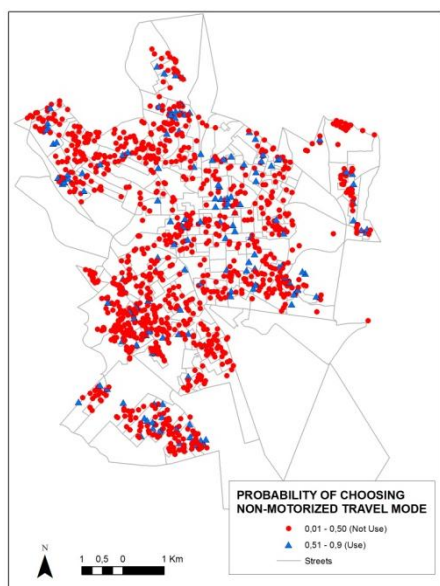 PROBABILITY OF CHOOSING
NON-MOTORIZED TRAVEL MODE
0,01 - 0,50 (Not Use)
0,51 - 0,9 (Use)
Streets
N
1 0,5 0 1 Km